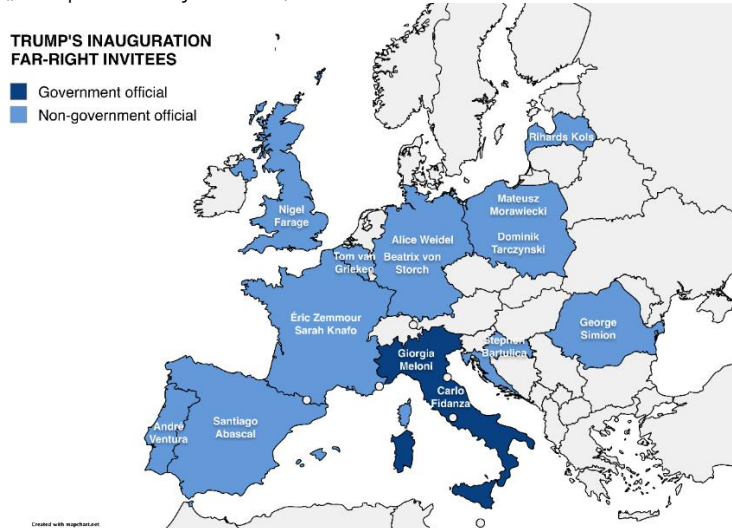 TRUMP'S INAUGURATION
FAR-RIGHT INVITEES
Government official
Non-government official
Rihards Kols
Nigel
Farage
Mateusz
Morawiecki
Dominik
Tarczynski
Alice Weidel
Beatrix von
Storch
Tom van
Grieken
Éric Zemmour
Sarah Knafo
George
Simion
Stephen
Bartulica
Giorgia
Meloni
Carlo
Fidanza
André
Ventura
Santiago
Abascal
Created with mapchart.net